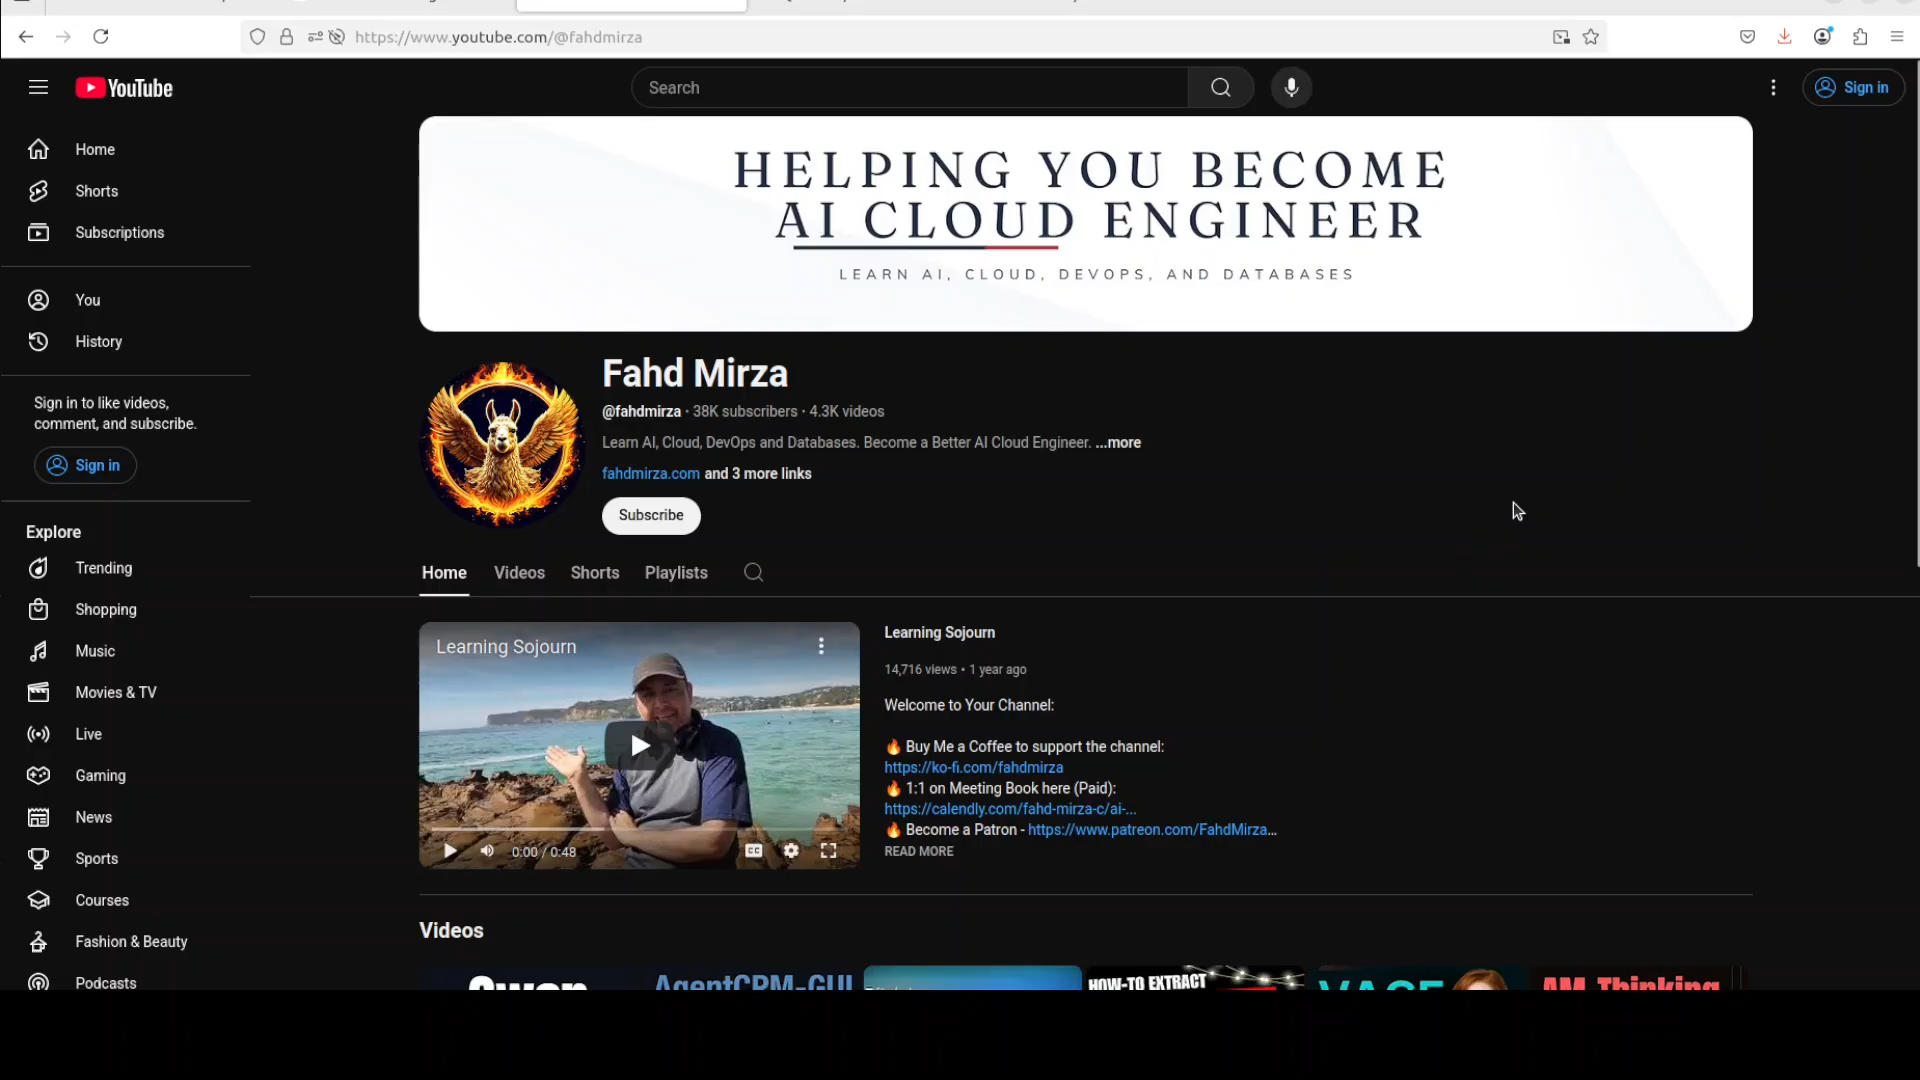 https://www.youtube.com/@fahdmirza
YouTube
Search
Sign in
Home
Shorts
Subscriptions
You
History
Sign in to like videos,
comment, and subscribe.
Sign in
Explore
Trending
Shopping
Music
Movies & TV
Live
Gaming
News
Sports
Courses
Fashion & Beauty
Podcasts
HELPING YOU BECOME
AI CLOUD ENGINEER
LEARN AI, CLOUD, DEVOPS, AND DATABASES
Fahd Mirza
@fahdmirza • 38K subscribers • 4.3K videos
Learn AI, Cloud, DevOps and Databases. Become a Better AI Cloud Engineer. ...more
fahdmirza.com and 3 more links
Subscribe
Home Videos Shorts Playlists
Learning Sojourn
0:00 / 0:48
CC
Learning Sojourn
14,716 views • 1 year ago
Welcome to Your Channel:
🔥 Buy Me a Coffee to support the channel:
https://ko-fi.com/fahdmirza
🔥 1:1 on Meeting Book here (Paid):
https://calendly.com/fahd-mirza-c/ai-...
🔥 Become a Patron - https://www.patreon.com/FahdMirza...
READ MORE
Videos
AgentCPM-GUI
HOW-TO EXTRACT
VACE
AM-Thinking